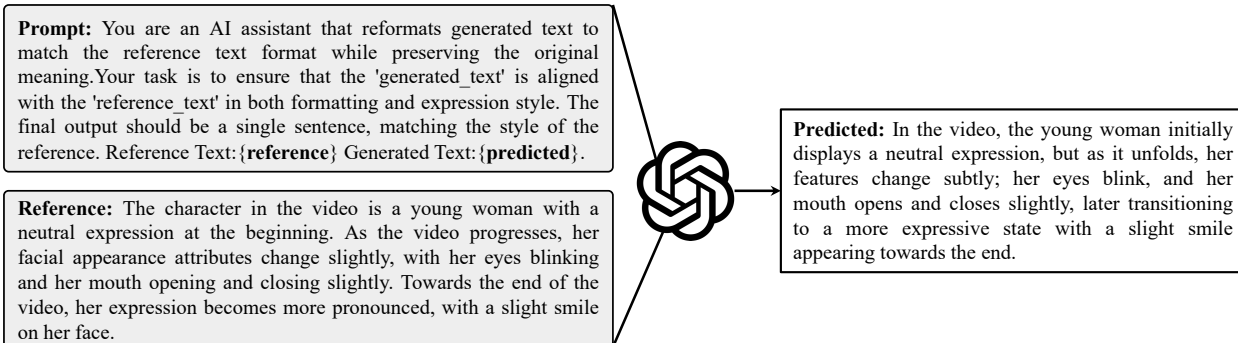 Prompt: You are an AI assistant that reformats generated text to
match the reference text format while preserving the original
meaning.Your task is to ensure that the 'generated_text' is aligned
with the 'reference_text' in both formatting and expression style. The
final output should be a single sentence, matching the style of the
reference. Reference Text:{reference} Generated Text:{predicted}.
Reference: The character in the video is a young woman with a
neutral expression at the beginning. As the video progresses, her
facial appearance attributes change slightly, with her eyes blinking
and her mouth opening and closing slightly. Towards the end of the
video, her expression becomes more pronounced, with a slight smile
on her face.
Predicted: In the video, the young woman initially
displays a neutral expression, but as it unfolds, her
features change subtly; her eyes blink, and her
mouth opens and closes slightly, later transitioning
to a more expressive state with a slight smile
appearing towards the end.